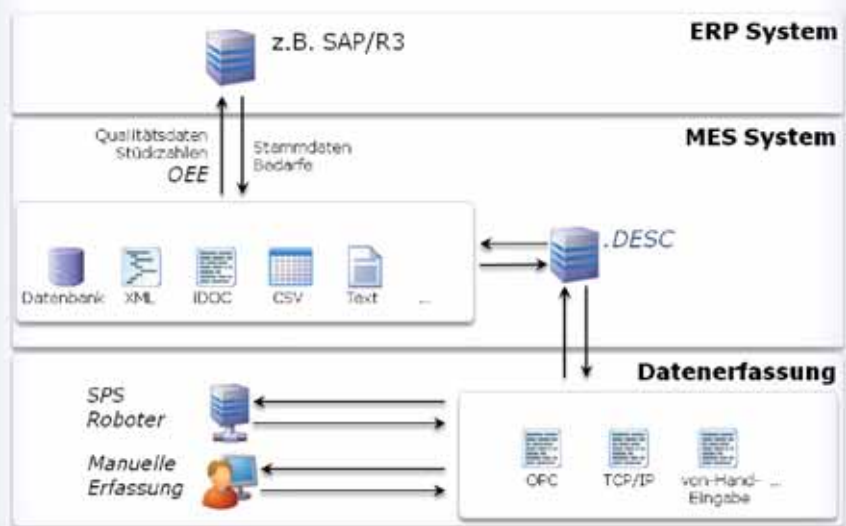 ERP System
z.B. SAP/R3
MES System
Qualitätsdaten
Stückzahlen
OEE
Stammdaten
Bedarfe
.DESC
Datenbank
XML
IDOC
CSV
Text
...
Datenerfassung
SPS
Roboter
Manuelle
Erfassung
OPC
TCP/IP
von-Hand-
Eingabe
...